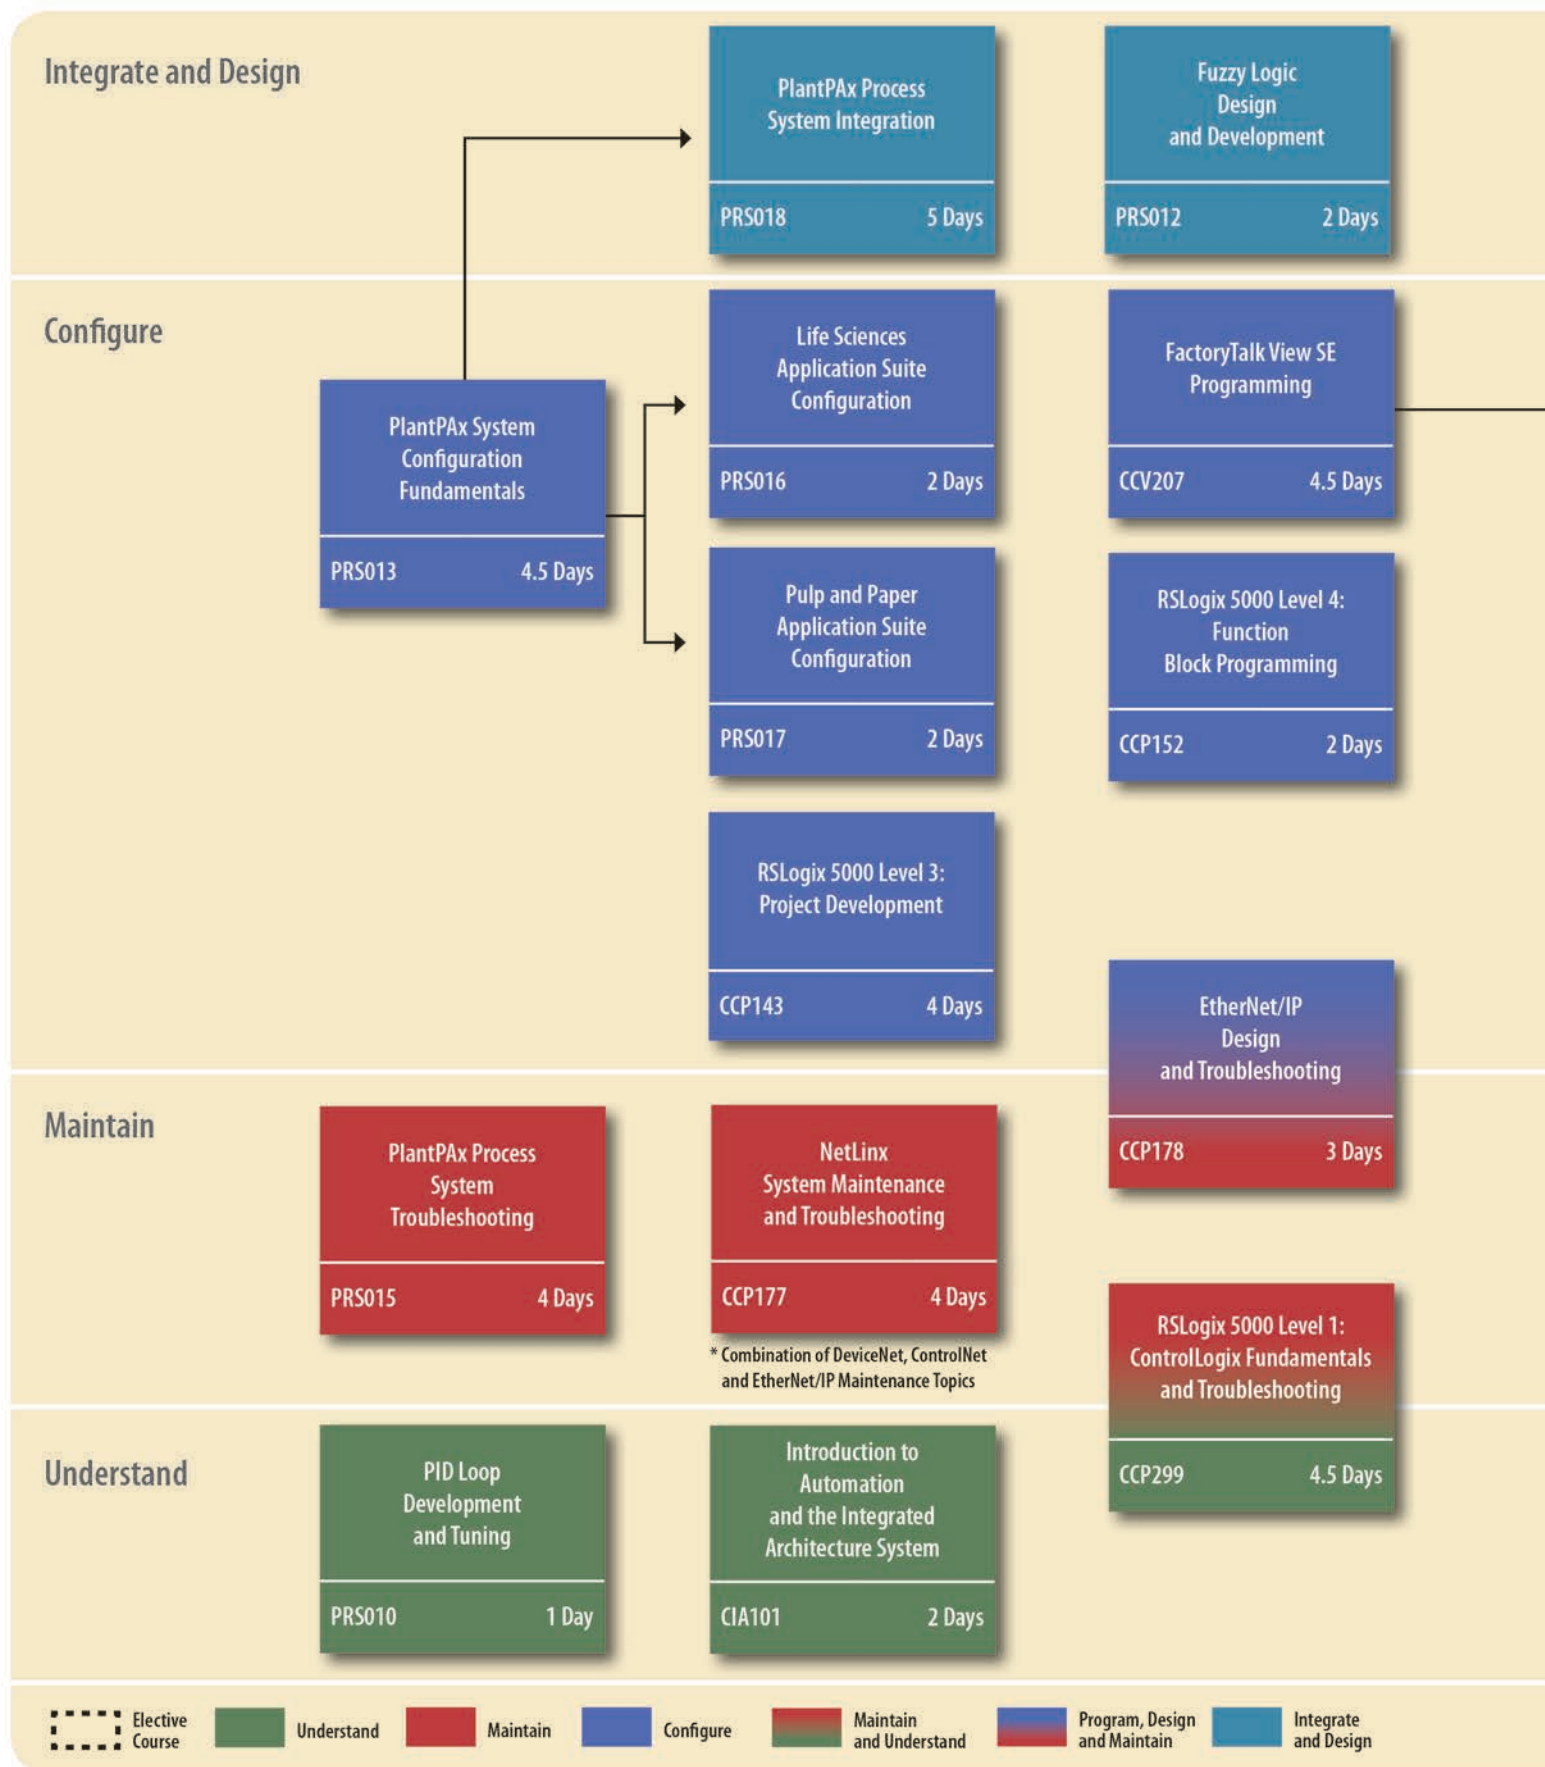 Integrate and Design
PlantPAx Process
System Integration
PRS018 5 Days
Fuzzy Logic
Design
and Development
PRS012 2 Days
Configure
PlantPAx System
Configuration
Fundamentals
PRS013 4.5 Days
Life Sciences
Application Suite
Configuration
PRS016 2 Days
FactoryTalk View SE
Programming
CCV207 4.5 Days
Pulp and Paper
Application Suite
Configuration
PRS017 2 Days
RSLogix 5000 Level 4:
Function
Block Programming
CCP152 2 Days
RSLogix 5000 Level 3:
Project Development
CCP143 4 Days
EtherNet/IP
Design
and Troubleshooting
CCP178 3 Days
Maintain
PlantPAx Process
System
Troubleshooting
PRS015 4 Days
NetLinx
System Maintenance
and Troubleshooting
CCP177 4 Days
* Combination of DeviceNet, ControlNet
and EtherNet/IP Maintenance Topics
RSLogix 5000 Level 1:
ControlLogix Fundamentals
and Troubleshooting
CCP299 4.5 Days
Understand
PID Loop
Development
and Tuning
PRS010 1 Day
Introduction to
Automation
and the Integrated
Architecture System
CIA101 2 Days
Elective
Course
Understand
Maintain
Configure
Maintain
and Understand
Program, Design
and Maintain
Integrate
and Design